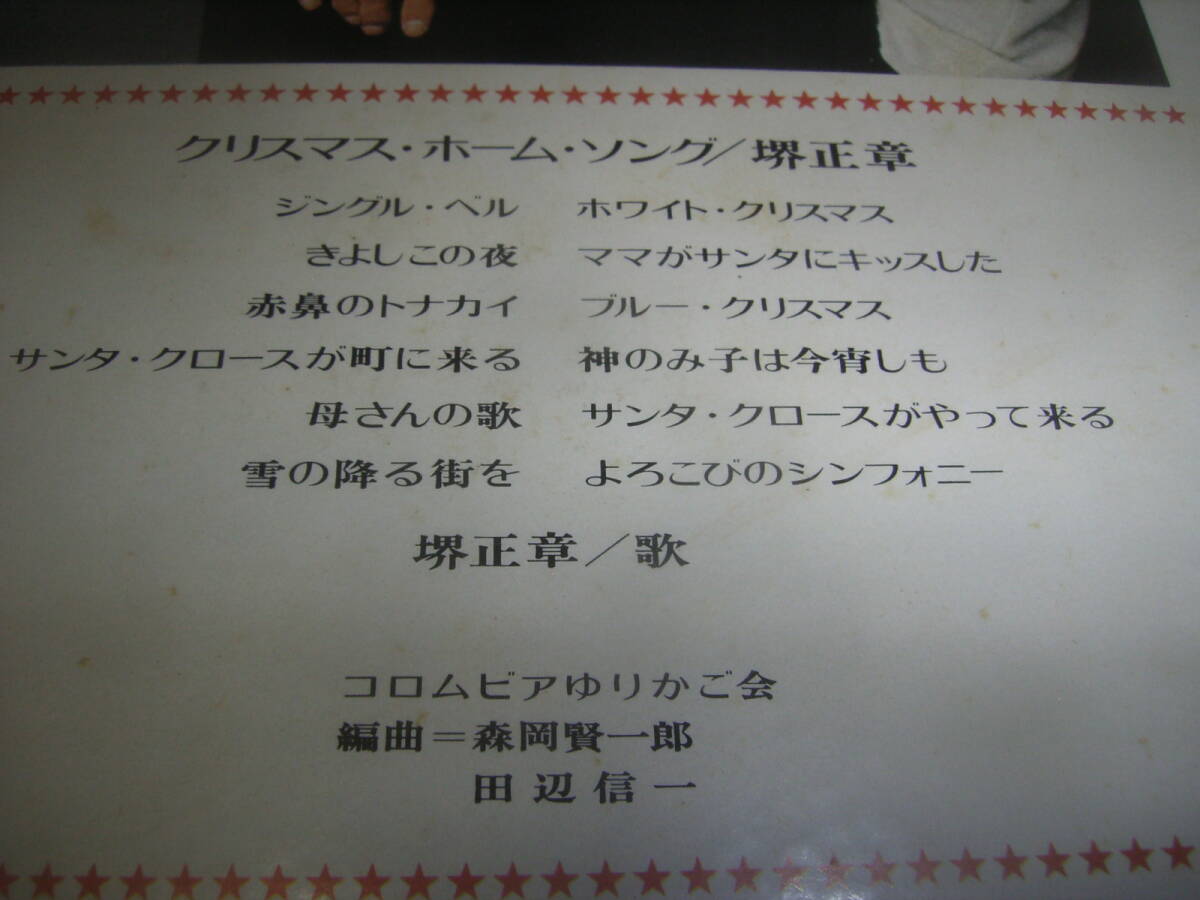 クリスマス・ホーム・ソング/堺正章
ジングル・ベル ホワイト・クリスマス
きよしこの夜 ママがサンタにキッスした
赤鼻のトナカイ ブルー・クリスマス
サンタ・クロースが町に来る 神のみ子は今宵しも
母さんの歌 サンタ・クロースがやって来る
雪の降る街を よろこびのシンフォニー
堺正章/歌
コロムビアゆりかご会
編曲=森岡賢一郎
田辺信一